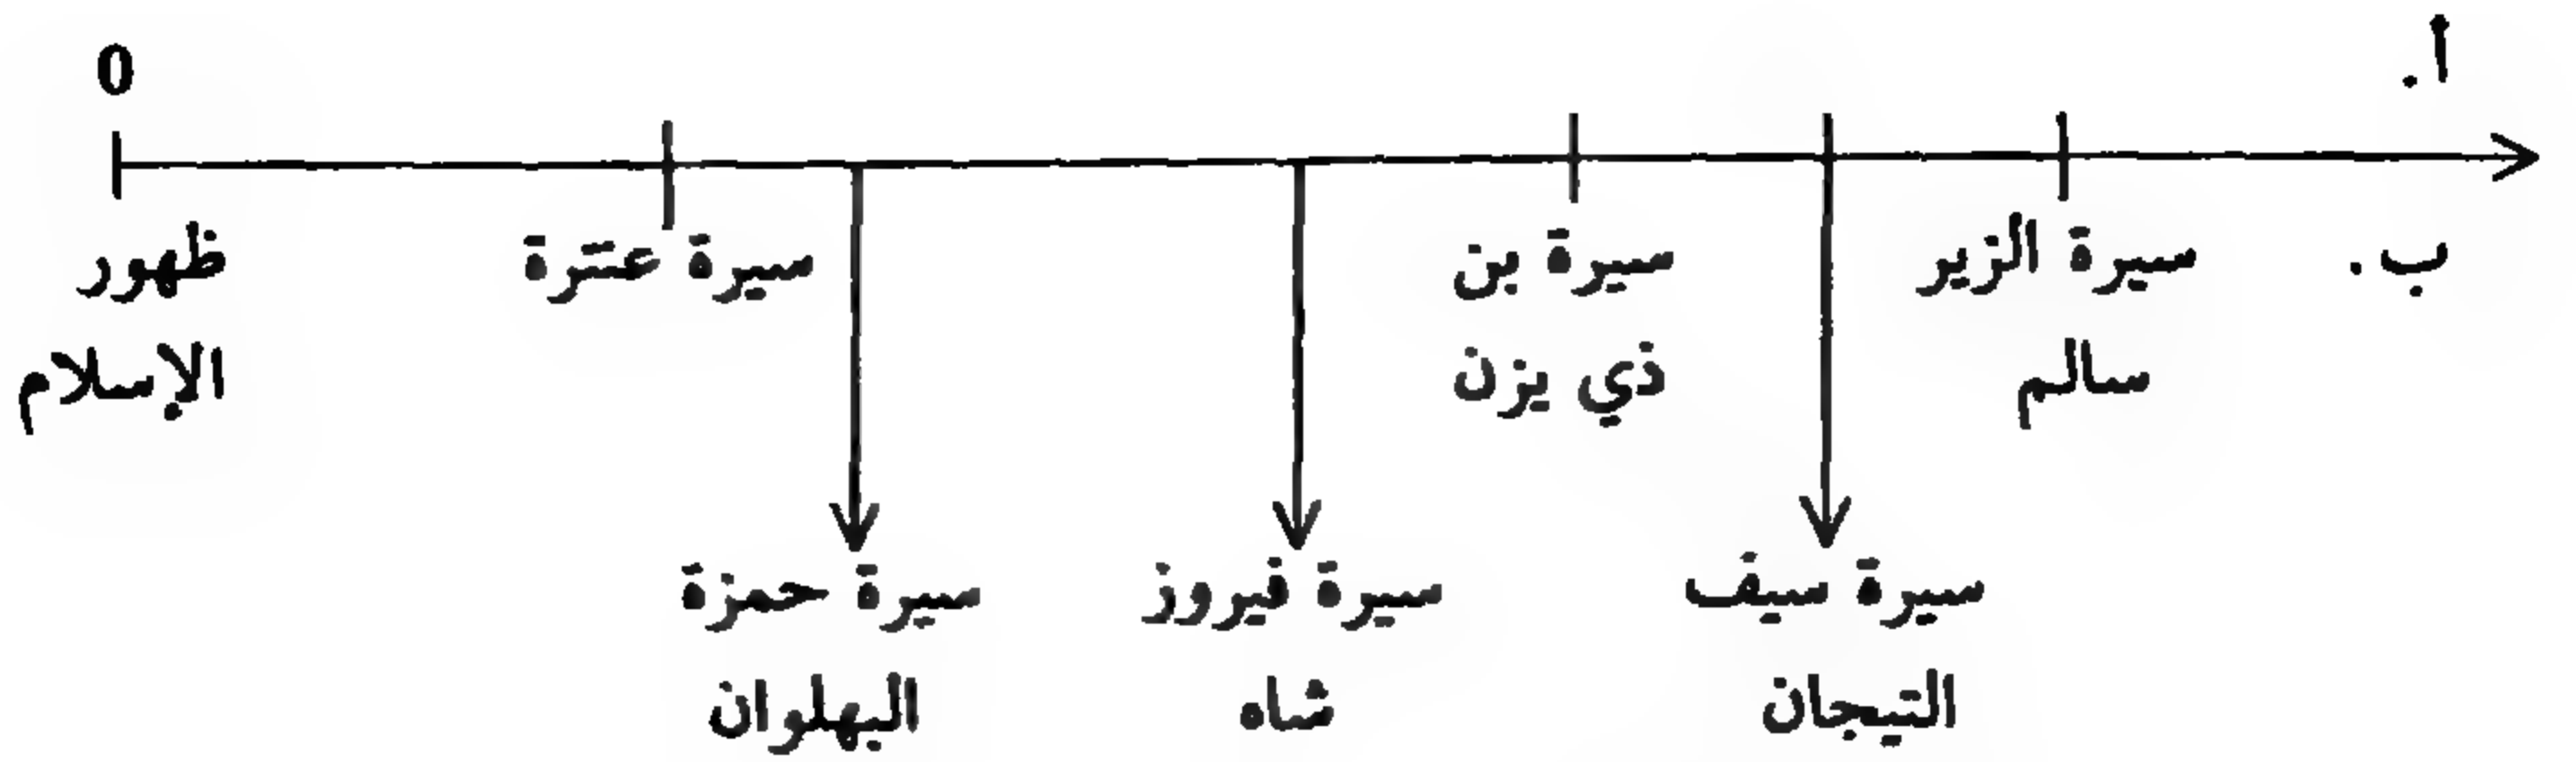 أ.
0
ب.
سيرة الزير
سالم
سيرة بن
ذي يزن
سيرة عنترة
ظهور
الإسلام
سيرة سيف
التيجان
سيرة فيروز
شاه
سيرة حمزة
البهلوان